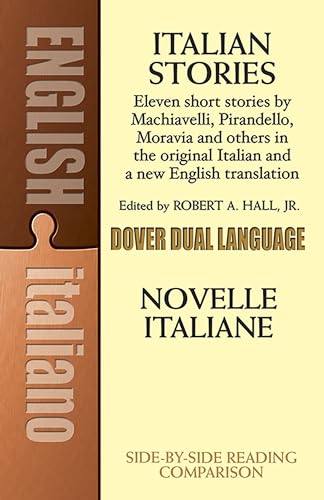 ENGLISH
italiano
ITALIAN
STORIES
Eleven short stories by
Machiavelli, Pirandello,
Moravia and others in
the original Italian and
a new English translation
Edited by ROBERT A. HALL, JR.
DOVER DUAL LANGUAGE
NOVELLE
ITALIANE
SIDE-BY-SIDE READING
COMPARISON